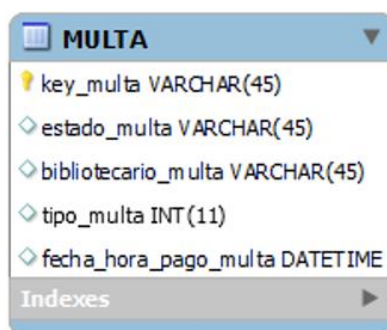 MULTA
key_multa VARCHAR(45)
estado_multa VARCHAR(45)
bibliotecario_multa VARCHAR(45)
tipo_multa INT(11)
fecha_hora_pago_multa DATETIME
Indexes